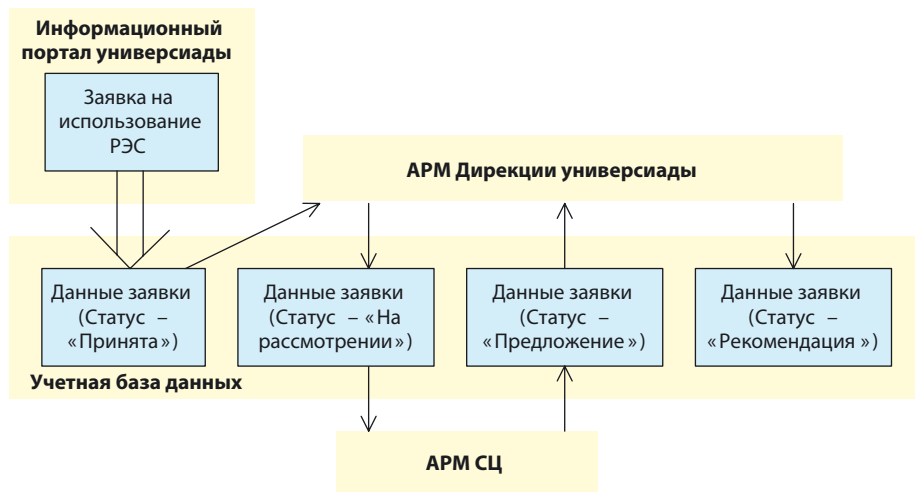 Информационный
портал универсиады
Заявка на
использование
РЭС
АРМ Дирекции универсиады
Данные заявки
(Статус –
«Принята»)
Данные заявки
(Статус – «На
рассмотрении»)
Данные заявки
(Статус –
«Предложение»)
Данные заявки
(Статус –
«Рекомендация »)
Учетная база данных
АРМ СЦ